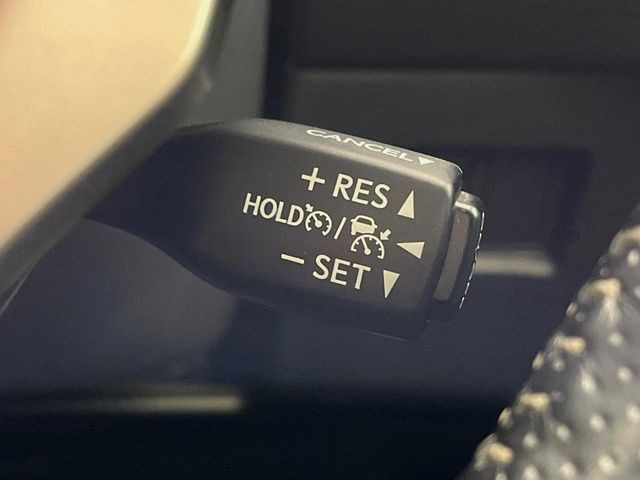 CANCEL
+ RES
HOLD /
− SET